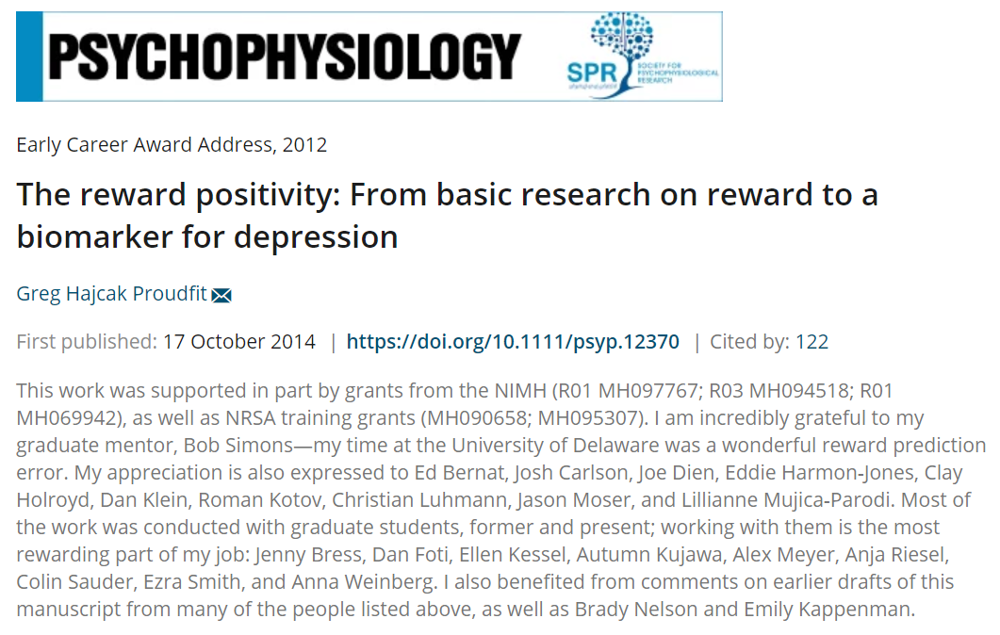 PSYCHOPHYSIOLOGY
SPR
SOCIETY FOR
PSYCHOPHYSIOLOGICAL
RESEARCH
Early Career Award Address, 2012
The reward positivity: From basic research on reward to a
biomarker for depression
Greg Hajcak Proudfit
First published: 17 October 2014 | https://doi.org/10.1111/psyp.12370 | Cited by: 122
This work was supported in part by grants from the NIMH (R01 MH097767; R03 MH094518; R01
MH069942), as well as NRSA training grants (MH090658; MH095307). I am incredibly grateful to my
graduate mentor, Bob Simons—my time at the University of Delaware was a wonderful reward prediction
error. My appreciation is also expressed to Ed Bernat, Josh Carlson, Joe Dien, Eddie Harmon-Jones, Clay
Holroyd, Dan Klein, Roman Kotov, Christian Luhmann, Jason Moser, and Lillianne Mujica-Parodi. Most of
the work was conducted with graduate students, former and present; working with them is the most
rewarding part of my job: Jenny Bress, Dan Foti, Ellen Kessel, Autumn Kujawa, Alex Meyer, Anja Riesel,
Colin Sauder, Ezra Smith, and Anna Weinberg. I also benefited from comments on earlier drafts of this
manuscript from many of the people listed above, as well as Brady Nelson and Emily Kappenman.